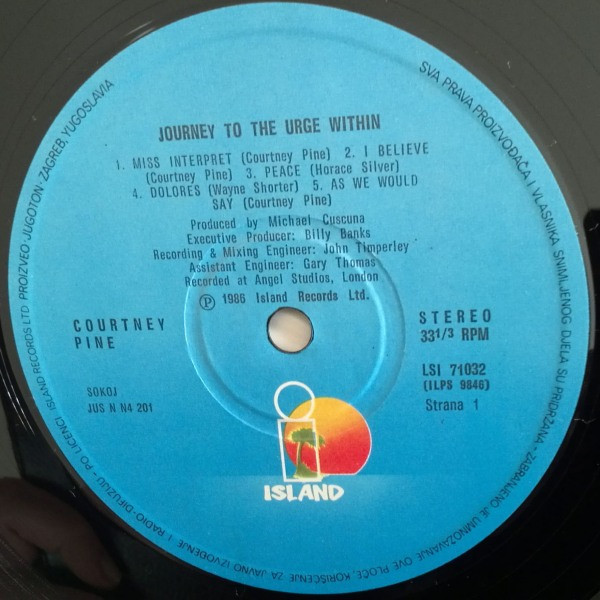 JOURNEY TO THE URGE WITHIN
1. MISS INTERPRET (Courtney Pine) 2. I BELIEVE
(Courtney Pine) 3. PEACE (Horace Silver)
4. DOLORES (Wayne Shorter) 5. AS WE WOULD
SAY (Courtney Pine)
Produced by Michael Cuscuna
Executive Producer: Billy Banks
Recording & Mixing Engineer: John Timperley
Assistant Engineer: Gary Thomas
Recorded at Angel Studios, London
℗ 1986 Island Records Ltd.
COURTNEY
PINE
STEREO
33 1/3 RPM
LSI 71032
(ILPS 9846)
Strana 1
SOKOJ
JUS N N4 201
ISLAND
SVA PRAVA PROIZVOĐAČA I VLASNIKA SNIMLJENOG DJELA SU PRIDRŽANA · ZABRANJENO JE UMNOŽAVANJE OVE PLOČE, KORIŠĆENJE ZA JAVNO IZVOĐENJE I RADIO-DIFUZIJU · PO LICENCI ISLAND RECORDS LTD PROIZVEO JUGOTON · ZAGREB, YUGOSLAVIA